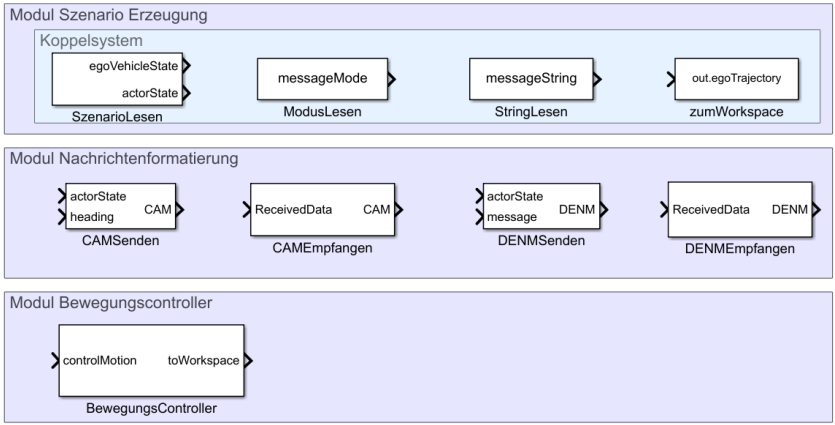 Modul Szenario Erzeugung
Koppelsystem
egoVehicleState
actorState
SzenarioLesen
messageMode
ModusLesen
messageString
StringLesen
out.egoTrajectory
zumWorkspace
Modul Nachrichtenformatierung
actorState
heading
CAM
CAMSenden
ReceivedData CAM
CAMEmpfangen
actorState
message
DENM
DENMSenden
ReceivedData DENM
DENMEmpfangen
Modul Bewegungscontroller
controlMotion toWorkspace
BewegungsController